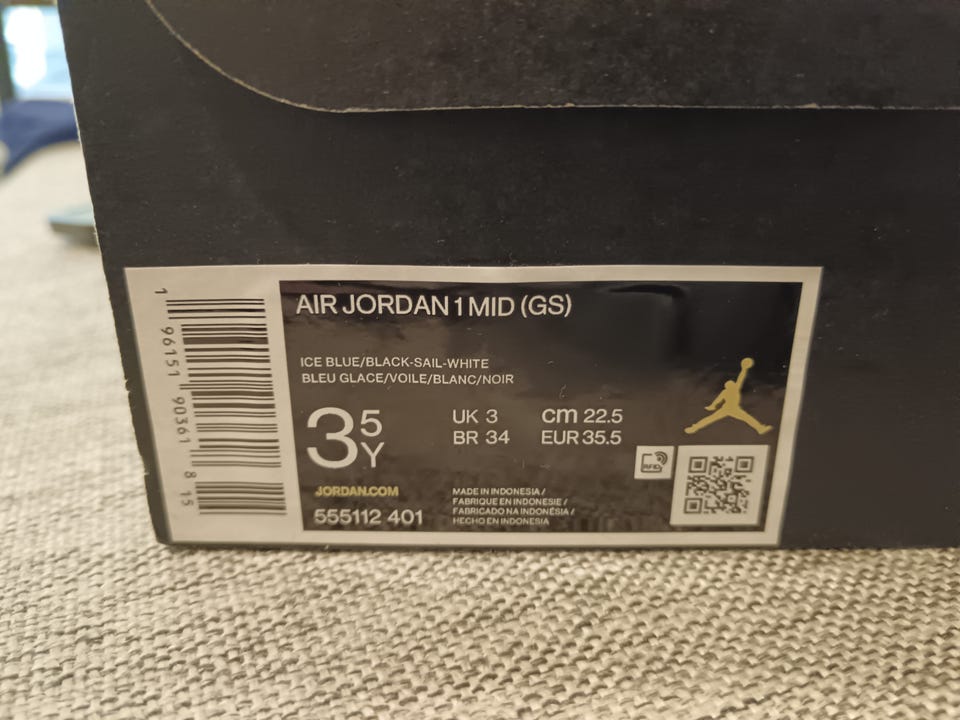 AIR JORDAN 1 MID (GS)
ICE BLUE/BLACK-SAIL-WHITE
BLEU GLACE/VOILE/BLANC/NOIR
3 5 Y
UK 3 cm 22.5
BR 34 EUR 35.5
RFID
JORDAN.COM
555112 401
MADE IN INDONESIA /
FABRIQUE EN INDONESIE /
FABRICADO NA INDONÉSIA /
HECHO EN INDONESIA
1 96151 90361 8 15